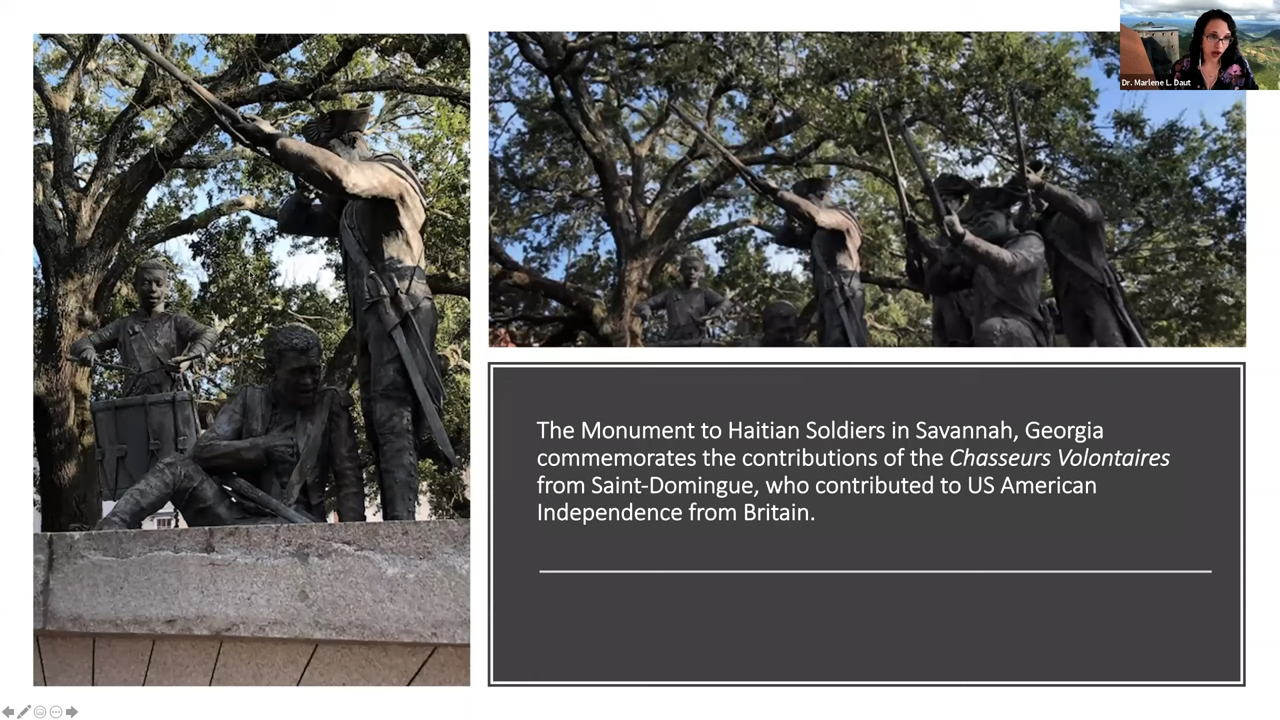 Dr. Marlene L. Daut
The Monument to Haitian Soldiers in Savannah, Georgia
commemorates the contributions of the Chasseurs Volontaires
from Saint-Domingue, who contributed to US American
Independence from Britain.